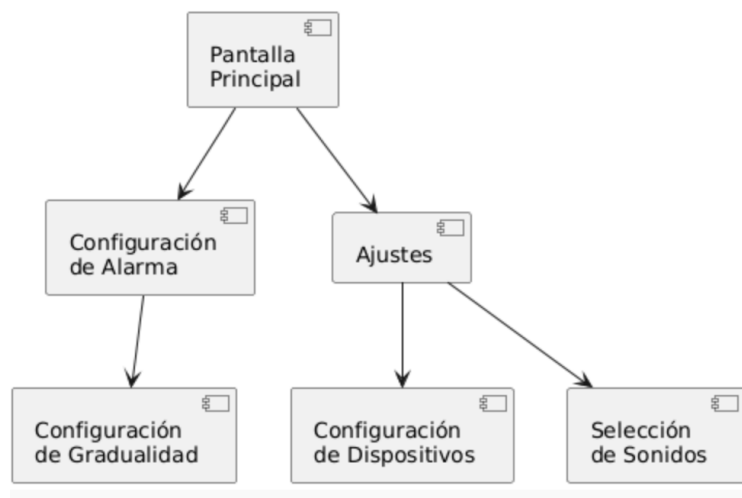 Pantalla
Principal
Configuración
de Alarma
Ajustes
Configuración
de Gradualidad
Configuración
de Dispositivos
Selección
de Sonidos